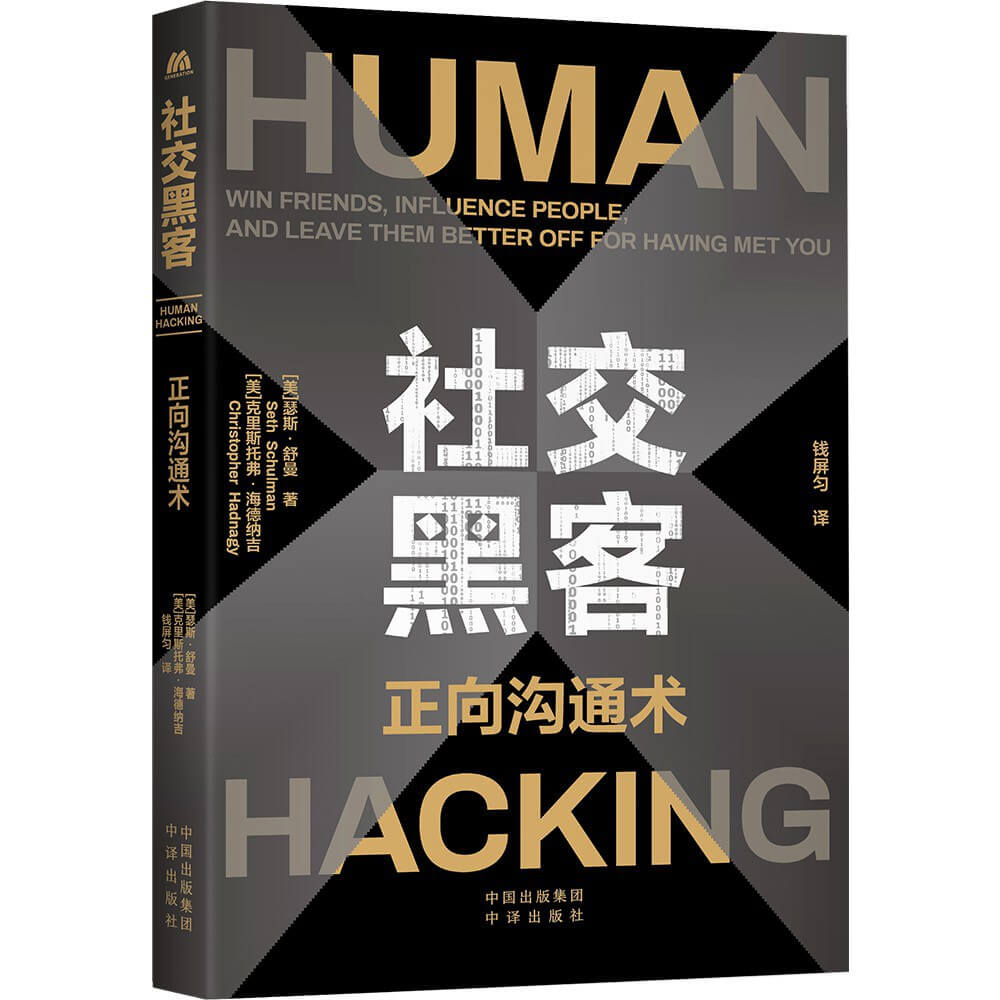 GENERATION
社交黑客
HUMAN
HACKING
正向沟通术
[美]瑟斯·舒曼 著
[美]克里斯托弗·海德纳吉
钱屏匀 译
中国出版集团
中译出版社
HUMAN
WIN FRIENDS, INFLUENCE PEOPLE,
AND LEAVE THEM BETTER OFF FOR HAVING MET YOU
[美]瑟斯·舒曼 著
Seth Schulman
[美]克里斯托弗·海德纳吉
Christopher Hadnagy
社交
黑客
钱屏匀 译
正向沟通术
HACKING
中国出版集团
中译出版社